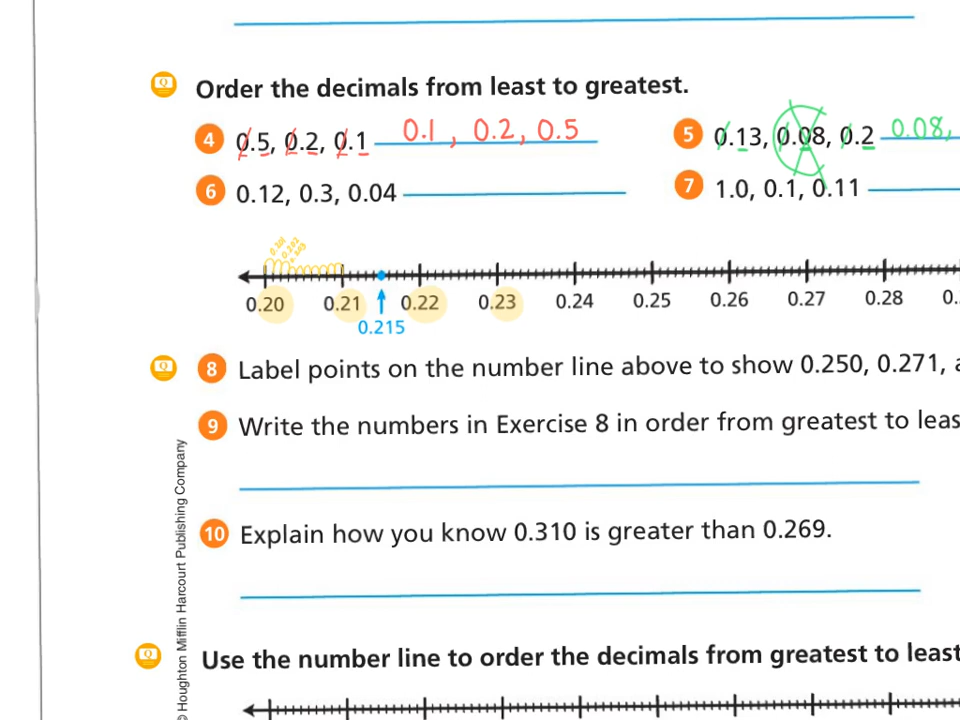 Order the decimals from least to greatest.
4 0.5, 0.2, 0.1 0.1, 0.2, 0.5
5 0.13, 0.08, 0.2 0.08,
6 0.12, 0.3, 0.04
7 1.0, 0.1, 0.11
0.201
0.202
0.20 0.21 0.22 0.23 0.24 0.25 0.26 0.27 0.28 0.
0.215
8 Label points on the number line above to show 0.250, 0.271, a
9 Write the numbers in Exercise 8 in order from greatest to leas
10 Explain how you know 0.310 is greater than 0.269.
Use the number line to order the decimals from greatest to least
© Houghton Mifflin Harcourt Publishing Company